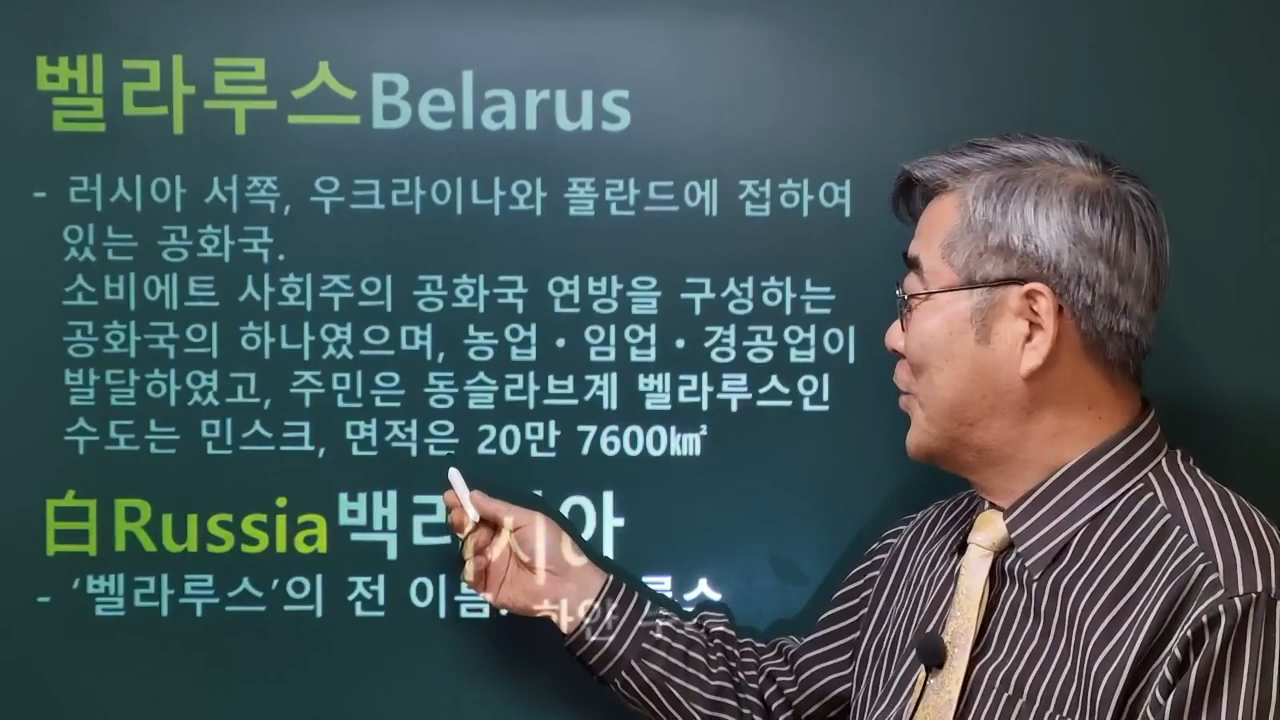 벨라루스Belarus
- 러시아 서쪽, 우크라이나와 폴란드에 접하여
있는 공화국.
소비에트 사회주의 공화국 연방을 구성하는
공화국의 하나였으며, 농업·임업·경공업이
발달하였고, 주민은 동슬라브계 벨라루스인
수도는 민스크, 면적은 20만 7600㎢
白Russia백러시아
- ‘벨라루스’의 전 이름. 하얀